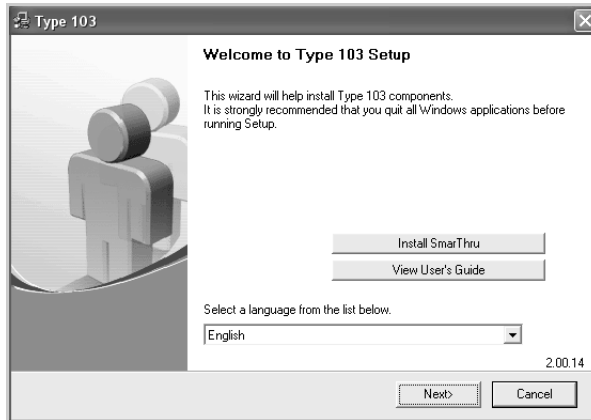 Type 103
Welcome to Type 103 Setup
This wizard will help install Type 103 components.
It is strongly recommended that you quit all Windows applications before
running Setup.
Install SmarThru
View User's Guide
Select a language from the list below.
English
2.00.14
Next>
Cancel